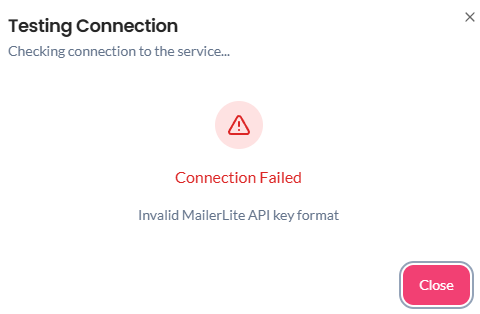 Testing Connection
Checking connection to the service...
Connection Failed
Invalid MailerLite API key format
Close